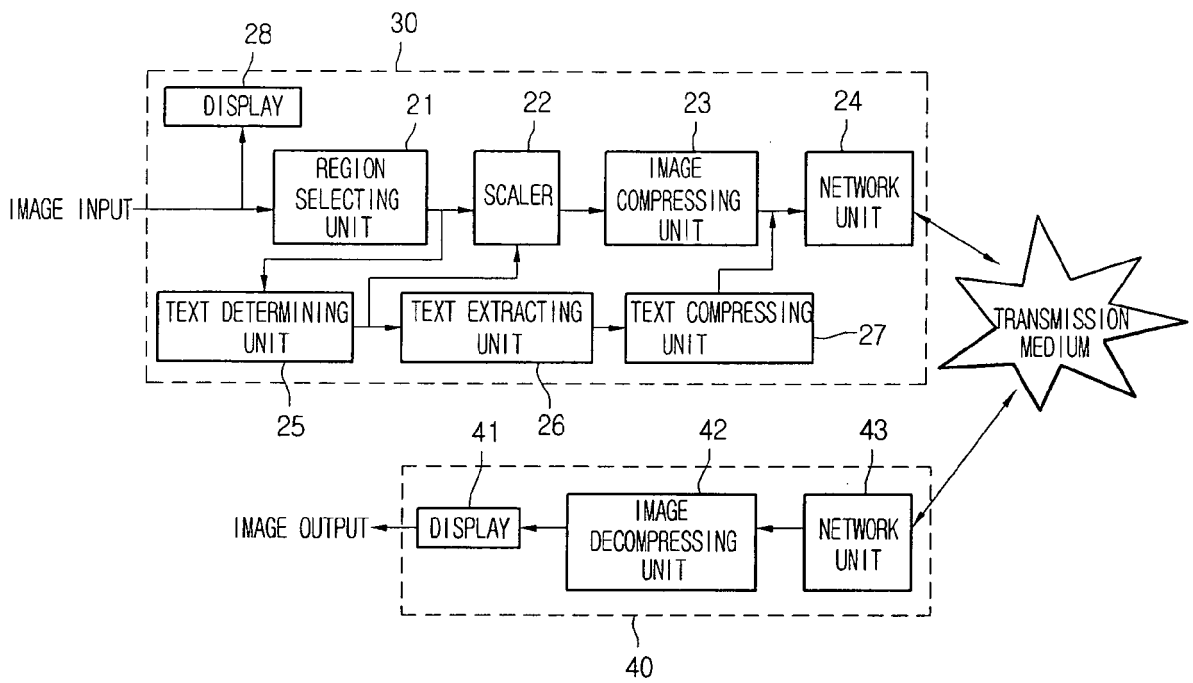 28
30
DISPLAY
21
22
23
24
REGION
SELECTING
UNIT
SCALER
IMAGE
COMPRESSING
UNIT
NETWORK
UNIT
IMAGE INPUT
TEXT DETERMINING
UNIT
TEXT EXTRACTING
UNIT
TEXT COMPRESSING
UNIT
27
TRANSMISSION
MEDIUM
25
26
41
42
43
IMAGE OUTPUT
DISPLAY
IMAGE
DECOMPRESSING
UNIT
NETWORK
UNIT
40